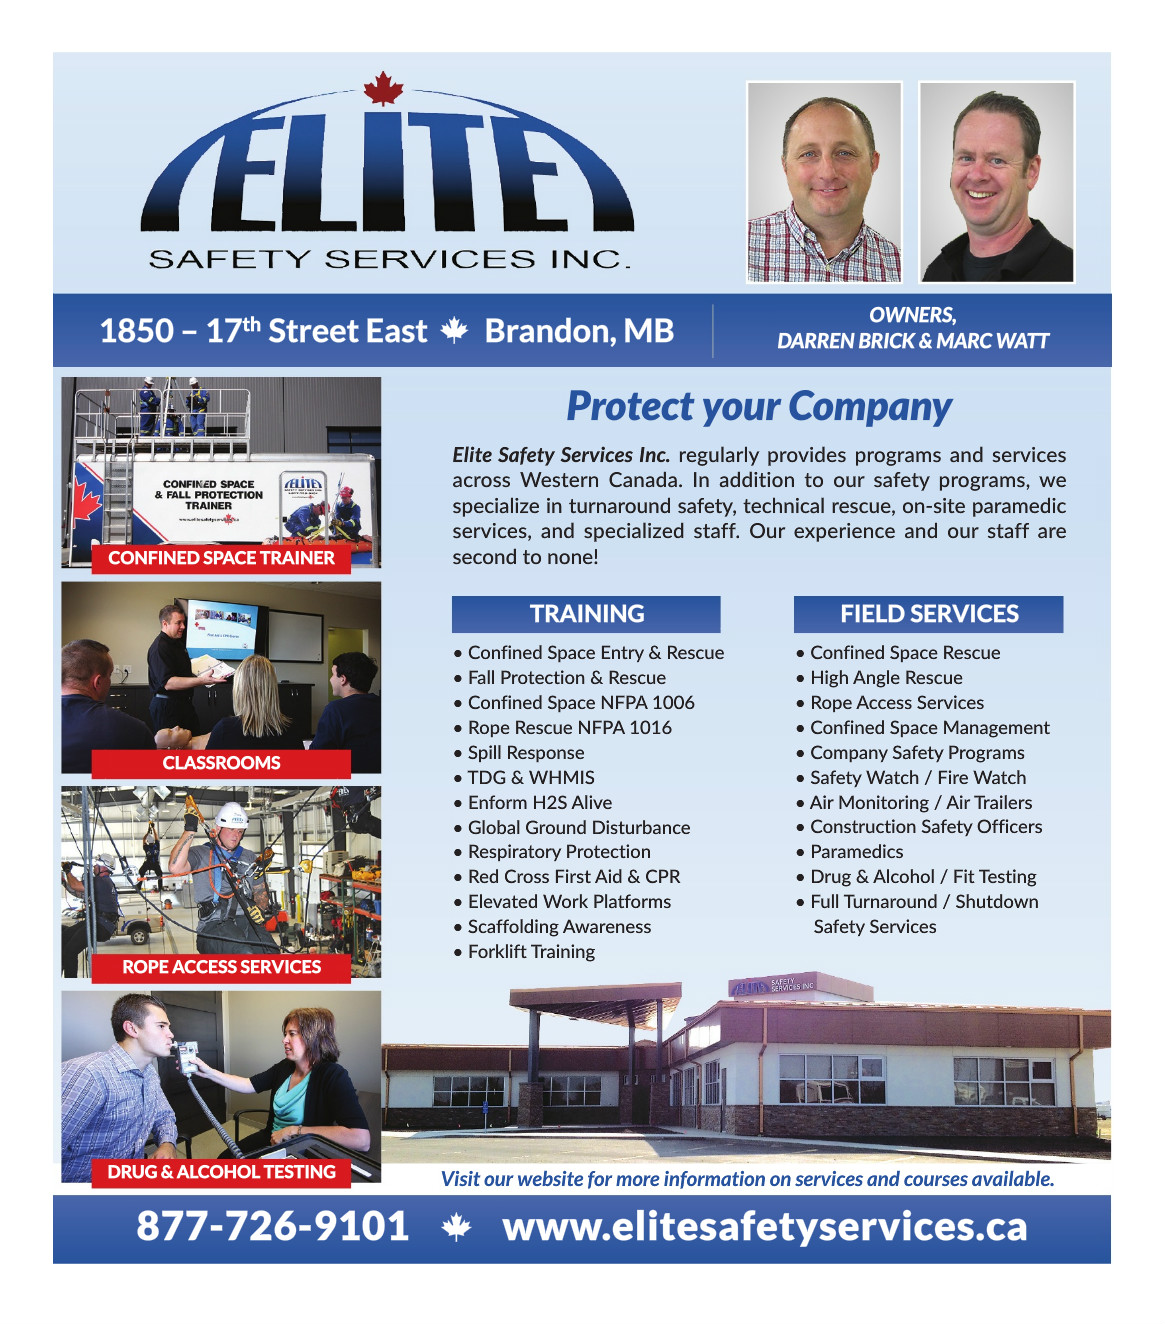 ELITE
SAFETY SERVICES INC.
1850 – 17th Street East Brandon, MB
OWNERS,
DARREN BRICK & MARC WATT
CONFINED SPACE
& FALL PROTECTION
TRAINER
www.elitesafetyservices.ca
CONFINED SPACE TRAINER
CLASSROOMS
ROPE ACCESS SERVICES
DRUG & ALCOHOL TESTING
Protect your Company
Elite Safety Services Inc. regularly provides programs and services
across Western Canada. In addition to our safety programs, we
specialize in turnaround safety, technical rescue, on-site paramedic
services, and specialized staff. Our experience and our staff are
second to none!
TRAINING
• Confined Space Entry & Rescue
• Fall Protection & Rescue
• Confined Space NFPA 1006
• Rope Rescue NFPA 1016
• Spill Response
• TDG & WHMIS
• Enform H2S Alive
• Global Ground Disturbance
• Respiratory Protection
• Red Cross First Aid & CPR
• Elevated Work Platforms
• Scaffolding Awareness
• Forklift Training
FIELD SERVICES
• Confined Space Rescue
• High Angle Rescue
• Rope Access Services
• Confined Space Management
• Company Safety Programs
• Safety Watch / Fire Watch
• Air Monitoring / Air Trailers
• Construction Safety Officers
• Paramedics
• Drug & Alcohol / Fit Testing
• Full Turnaround / Shutdown
Safety Services
ELITE SAFETY
SERVICES INC
Visit our website for more information on services and courses available.
877-726-9101 www.elitesafetyservices.ca